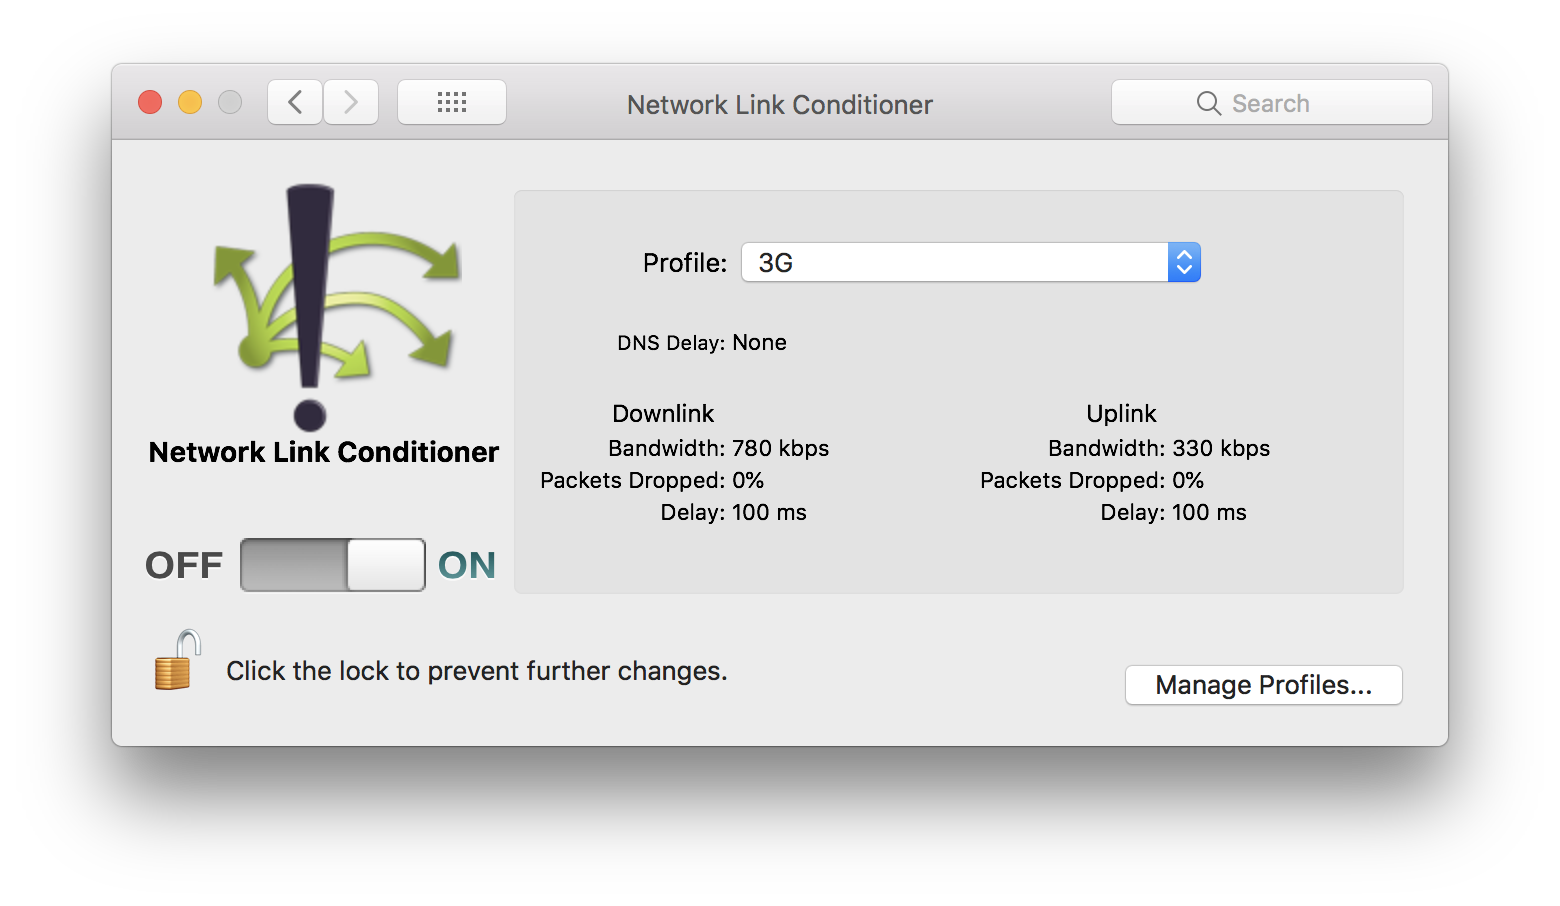 Network Link Conditioner
Search
Profile: 3G
DNS Delay: None
Downlink
Bandwidth: 780 kbps
Packets Dropped: 0%
Delay: 100 ms
Uplink
Bandwidth: 330 kbps
Packets Dropped: 0%
Delay: 100 ms
Network Link Conditioner
OFF ON
Click the lock to prevent further changes.
Manage Profiles...